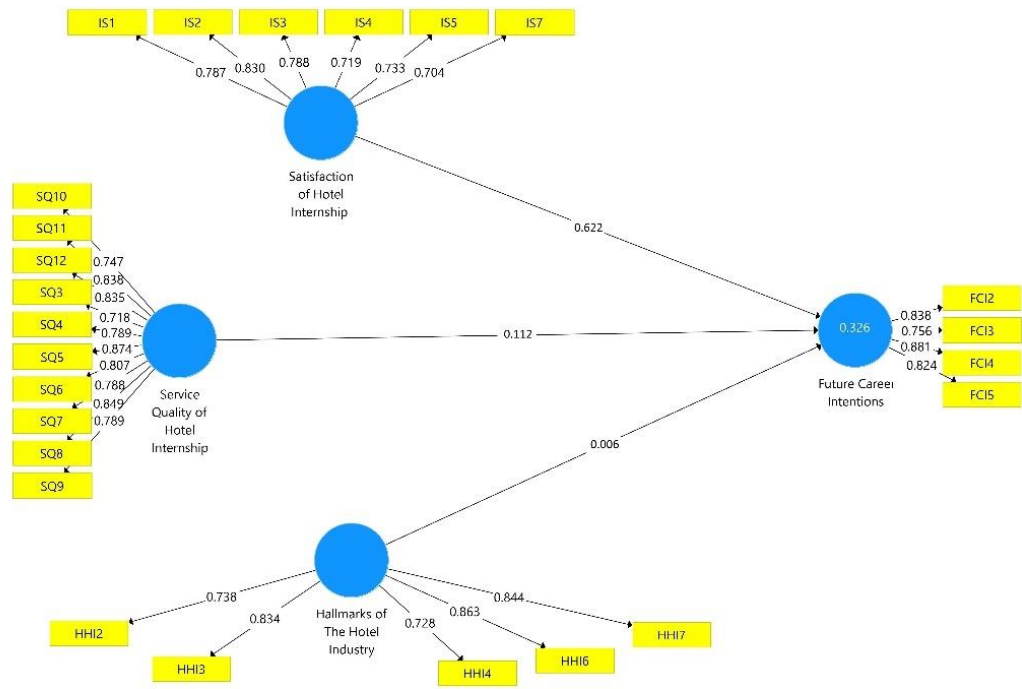 IS1 IS2 IS3 IS4 IS5 IS7
0.787 0.830 0.788 0.719 0.733 0.704
Satisfaction
of Hotel
Internship
SQ10
SQ11
SQ12
SQ3
SQ4
SQ5
SQ6
SQ7
SQ8
SQ9
0.747
0.838
0.835
0.718
0.789
0.874
0.807
0.788
0.849
0.789
Service
Quality of
Hotel
Internship
0.622
0.112
0.006
0.326
Future Career
Intentions
0.838
0.756
0.881
0.824
FCI2
FCI3
FCI4
FCI5
Hallmarks of
The Hotel
Industry
0.738
0.834
0.728
0.863
0.844
HHI2
HHI3
HHI4
HHI6
HHI7